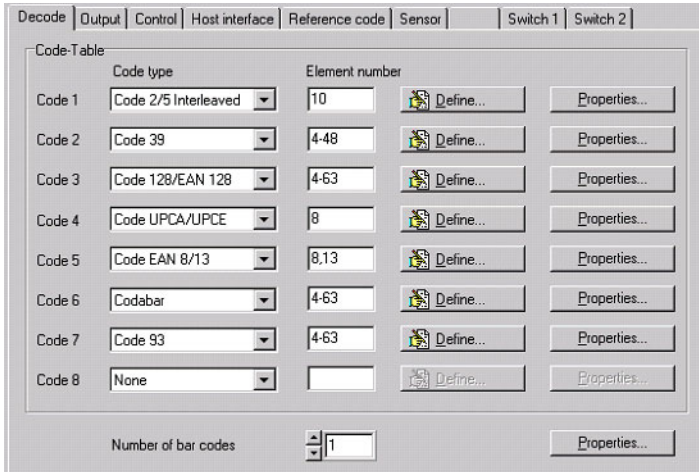 Decode Output Control Host interface Reference code Sensor Switch 1 Switch 2
Code-Table
Code type Element number
Code 1 Code 2/5 Interleaved 10 Define... Properties...
Code 2 Code 39 4-48 Define... Properties...
Code 3 Code 128/EAN 128 4-63 Define... Properties...
Code 4 Code UPCA/UPCE 8 Define... Properties...
Code 5 Code EAN 8/13 8,13 Define... Properties...
Code 6 Codabar 4-63 Define... Properties...
Code 7 Code 93 4-63 Define... Properties...
Code 8 None Define... Properties...
Number of bar codes 1 Properties...